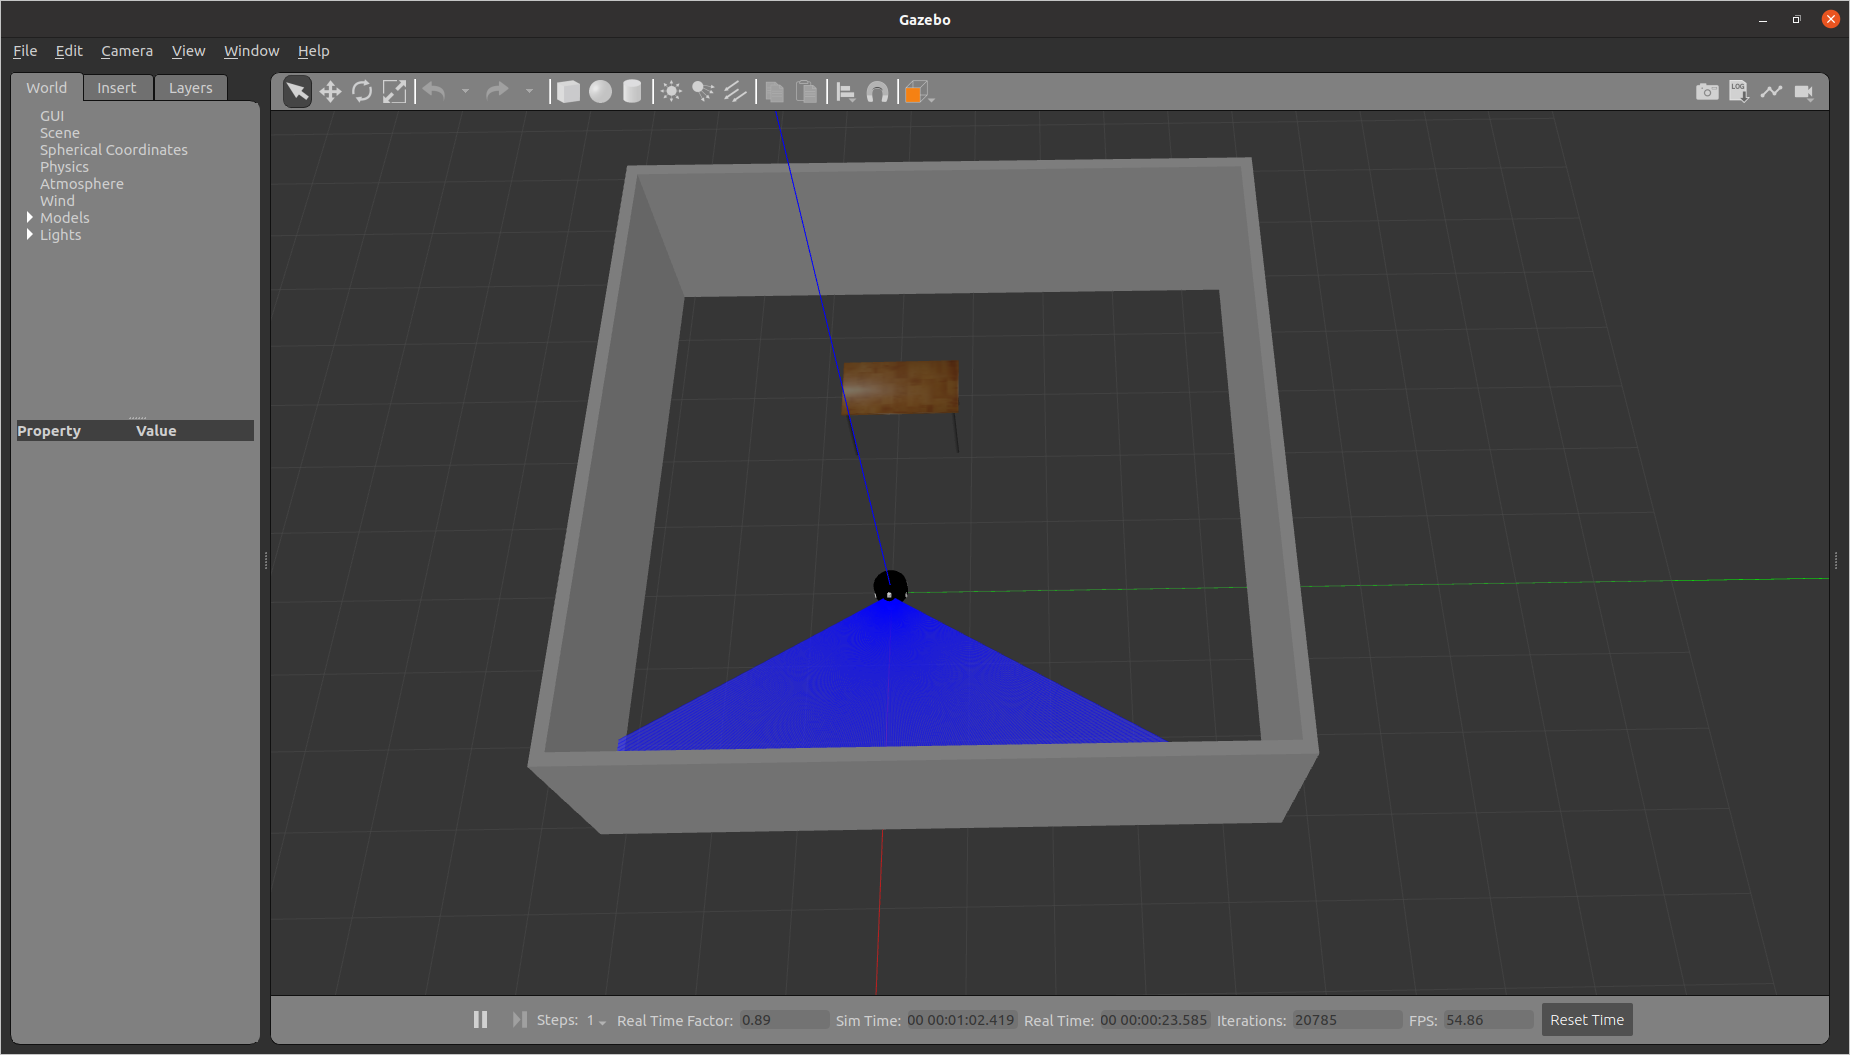 Gazebo
File Edit Camera View Window Help
World Insert Layers
LOG
GUI
Scene
Spherical Coordinates
Physics
Atmosphere
Wind
Models
Lights
Property Value
Steps: 1 Real Time Factor: 0.89 Sim Time: 00 00:01:02.419 Real Time: 00 00:00:23.585 Iterations: 20785 FPS: 54.86 Reset Time